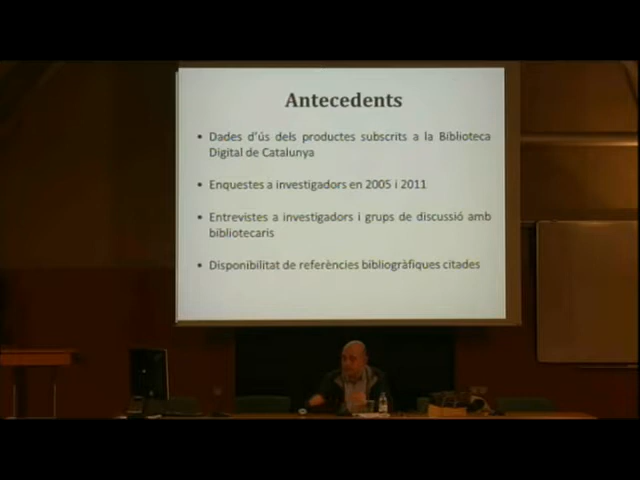 Antecedents
• Dades d'ús dels productes subscrits a la Biblioteca
Digital de Catalunya
• Enquestes a investigadors en 2005 i 2011
• Entrevistes a investigadors i grups de discussió amb
bibliotecaris
• Disponibilitat de referències bibliogràfiques citades